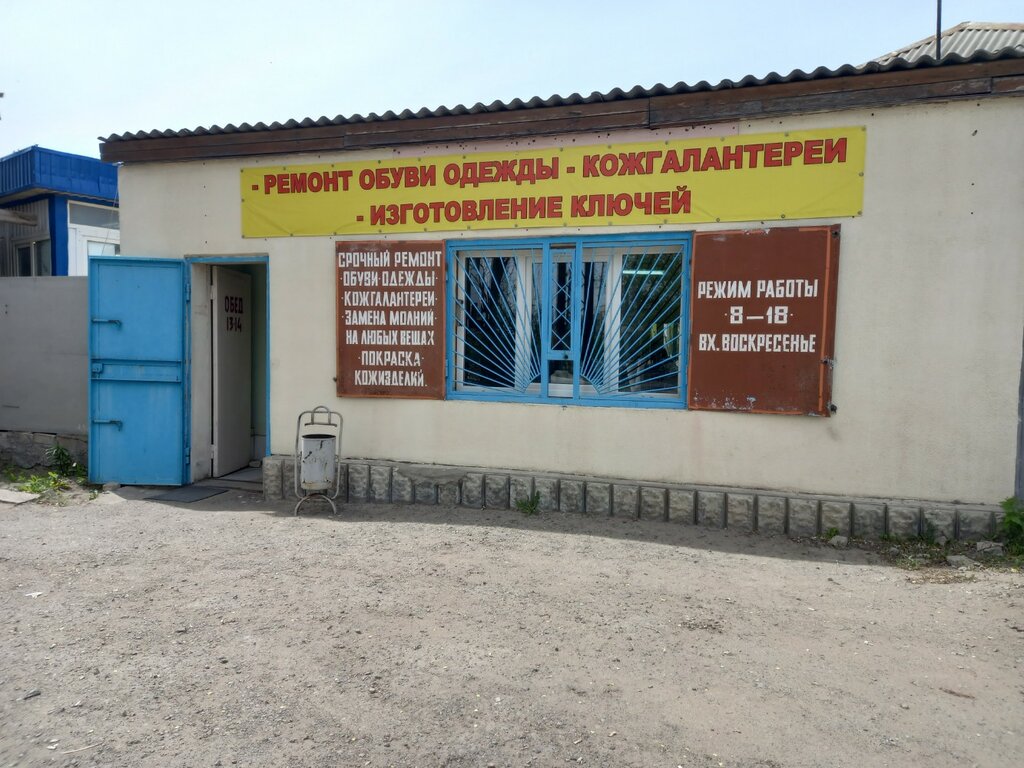 - РЕМОНТ ОБУВИ ОДЕЖДЫ - КОЖГАЛАНТЕРЕИ
- ИЗГОТОВЛЕНИЕ КЛЮЧЕЙ
СРОЧНЫЙ РЕМОНТ
ОБУВИ·ОДЕЖДЫ·
КОЖГАЛАНТЕРЕИ·
ЗАМЕНА МОЛНИЙ
НА ЛЮБЫХ ВЕЩАХ
·ПОКРАСКА·
КОЖИЗДЕЛИЙ.
РЕЖИМ РАБОТЫ
·8—18·
ВХ. ВОСКРЕСЕНЬЕ
ОБЕД
13-14